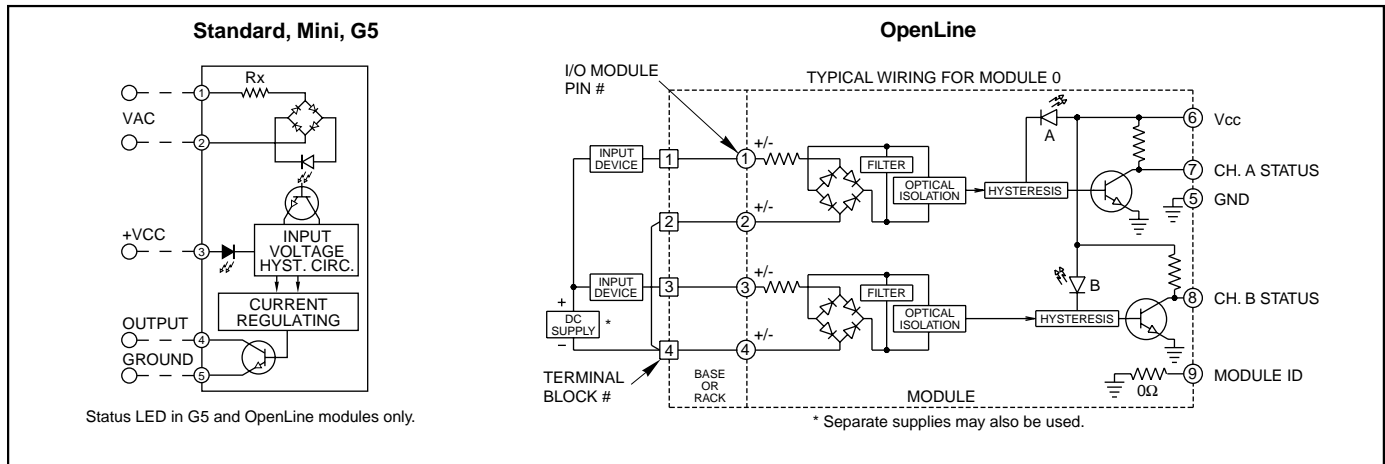 Standard, Mini, G5
Rx
1
VAC
2
+VCC
3
INPUT
VOLTAGE
HYST. CIRC.
CURRENT
REGULATING
OUTPUT
4
GROUND
5
Status LED in G5 and OpenLine modules only.
OpenLine
I/O MODULE
PIN #
TYPICAL WIRING FOR MODULE 0
A
6 Vcc
INPUT
DEVICE
1
1
+/-
FILTER
OPTICAL
ISOLATION
HYSTERESIS
7 CH. A STATUS
5 GND
2
2
+/-
INPUT
DEVICE
3
3
+/-
FILTER
OPTICAL
ISOLATION
B
HYSTERESIS
8 CH. B STATUS
+
DC
SUPPLY
*
–
4
4
+/-
TERMINAL
BLOCK #
BASE
OR
RACK
MODULE
0Ω
9 MODULE ID
* Separate supplies may also be used.